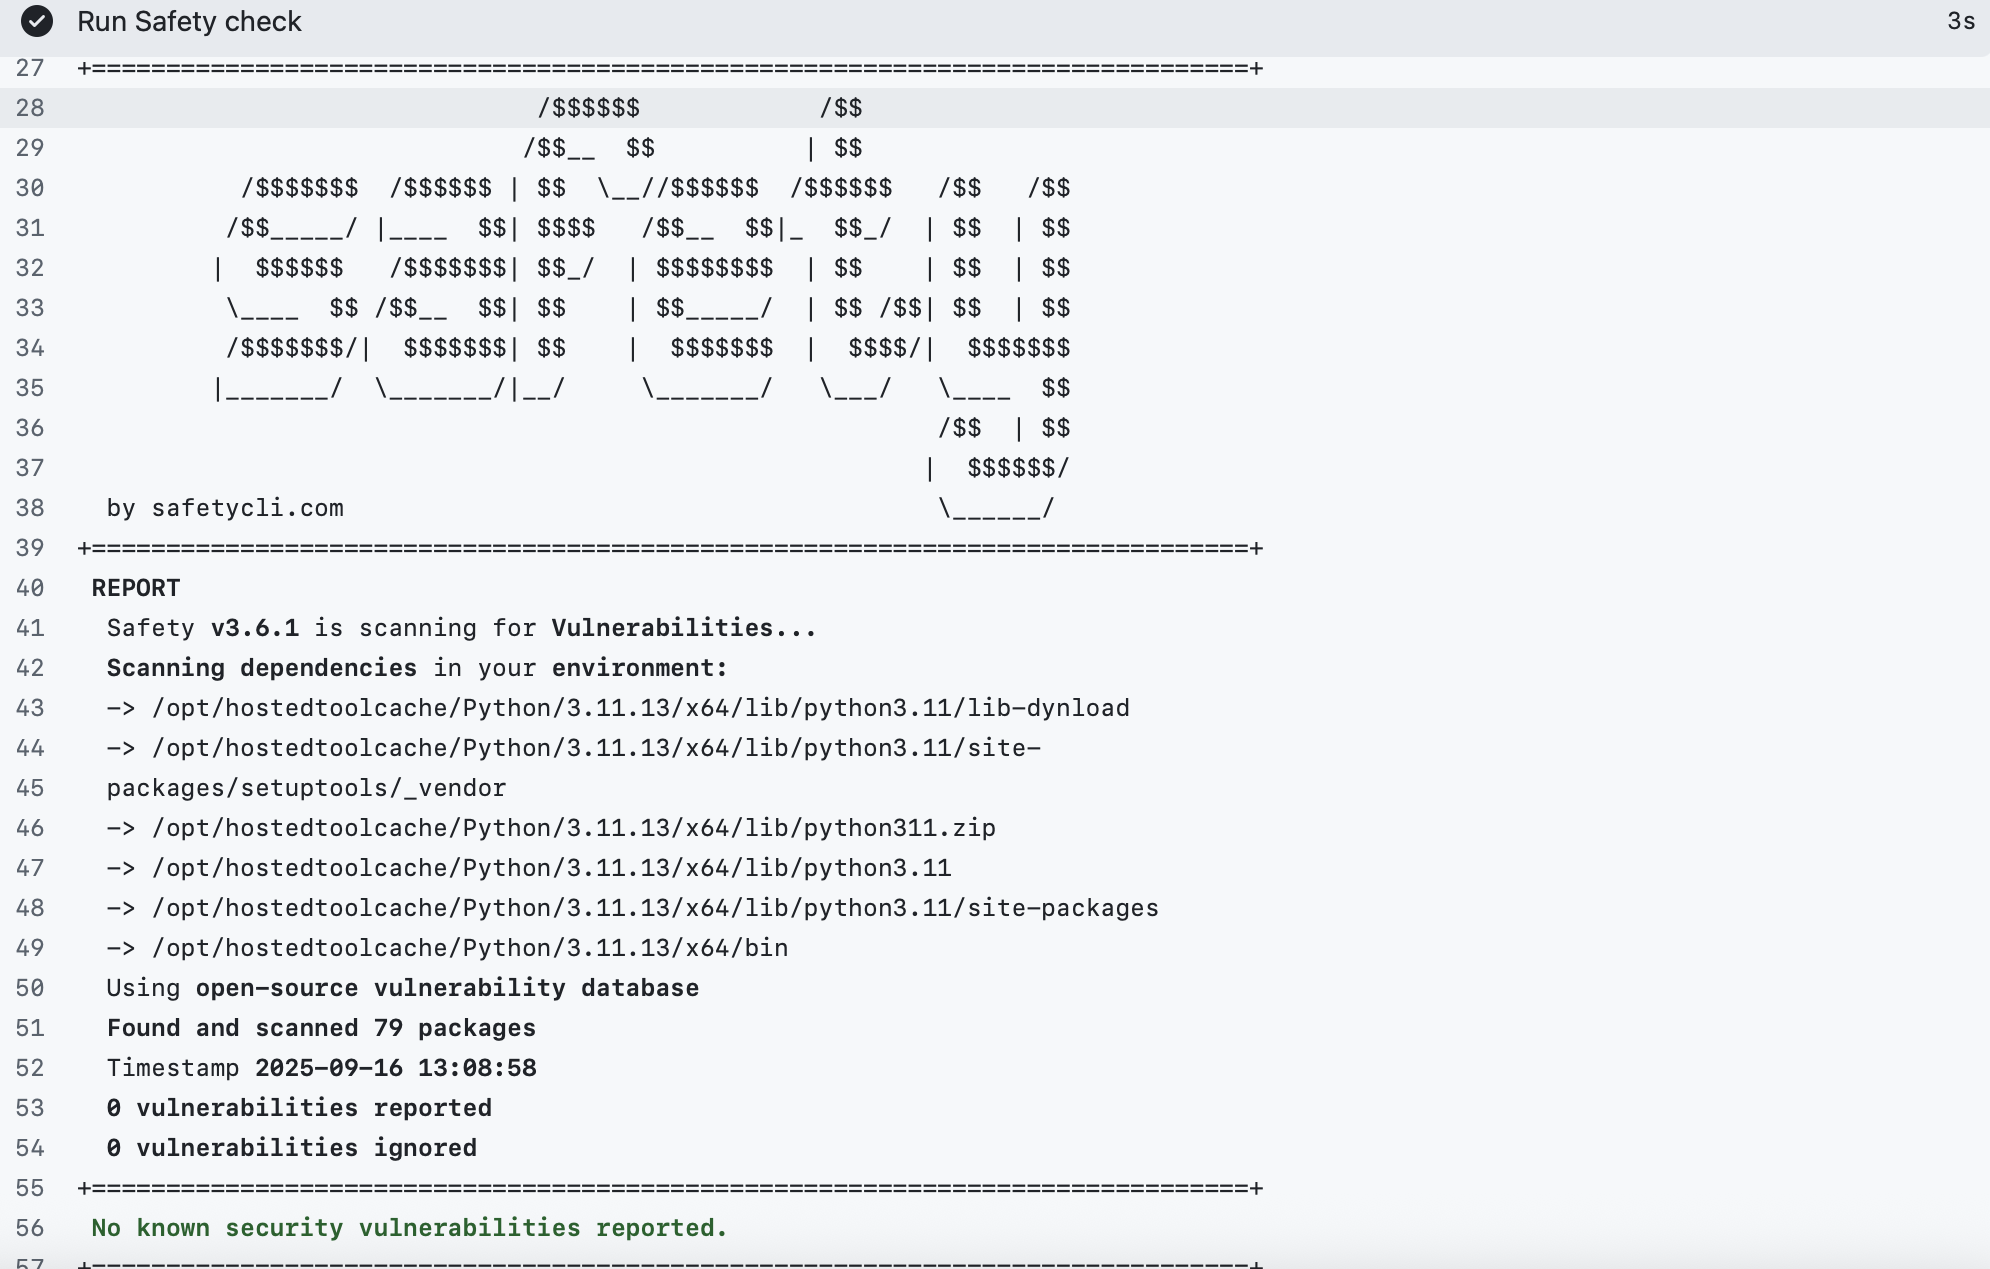 Run Safety check 3s
27 +==============================================================================+
28                                /$$$$$$            /$$
29                               /$$__  $$          | $$
30            /$$$$$$$  /$$$$$$ | $$  \__//$$$$$$  /$$$$$$   /$$   /$$
31           /$$_____/ |____  $$| $$$$   /$$__  $$|_  $$_/  | $$  | $$
32          |  $$$$$$   /$$$$$$$| $$_/  | $$$$$$$$  | $$    | $$  | $$
33           \____  $$ /$$__  $$| $$    | $$_____/  | $$ /$$| $$  | $$
34           /$$$$$$$/|  $$$$$$$| $$    |  $$$$$$$  |  $$$$/|  $$$$$$$
35          |_______/  \_______/|__/     \_______/   \___/   \____  $$
36                                                           /$$  | $$
37                                                          |  $$$$$$/
38   by safetycli.com                                        \______/
39 +==============================================================================+
40  REPORT
41   Safety v3.6.1 is scanning for Vulnerabilities...
42   Scanning dependencies in your environment:
43   -> /opt/hostedtoolcache/Python/3.11.13/x64/lib/python3.11/lib-dynload
44   -> /opt/hostedtoolcache/Python/3.11.13/x64/lib/python3.11/site-
45   packages/setuptools/_vendor
46   -> /opt/hostedtoolcache/Python/3.11.13/x64/lib/python311.zip
47   -> /opt/hostedtoolcache/Python/3.11.13/x64/lib/python3.11
48   -> /opt/hostedtoolcache/Python/3.11.13/x64/lib/python3.11/site-packages
49   -> /opt/hostedtoolcache/Python/3.11.13/x64/bin
50   Using open-source vulnerability database
51   Found and scanned 79 packages
52   Timestamp 2025-09-16 13:08:58
53   0 vulnerabilities reported
54   0 vulnerabilities ignored
55 +==============================================================================+
56  No known security vulnerabilities reported.
57 +==============================================================================+